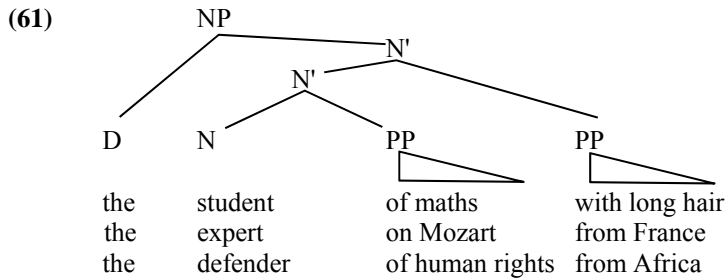 (61) NP
N'
N'
D N PP PP
the student of maths with long hair
the expert on Mozart from France
the defender of human rights from Africa